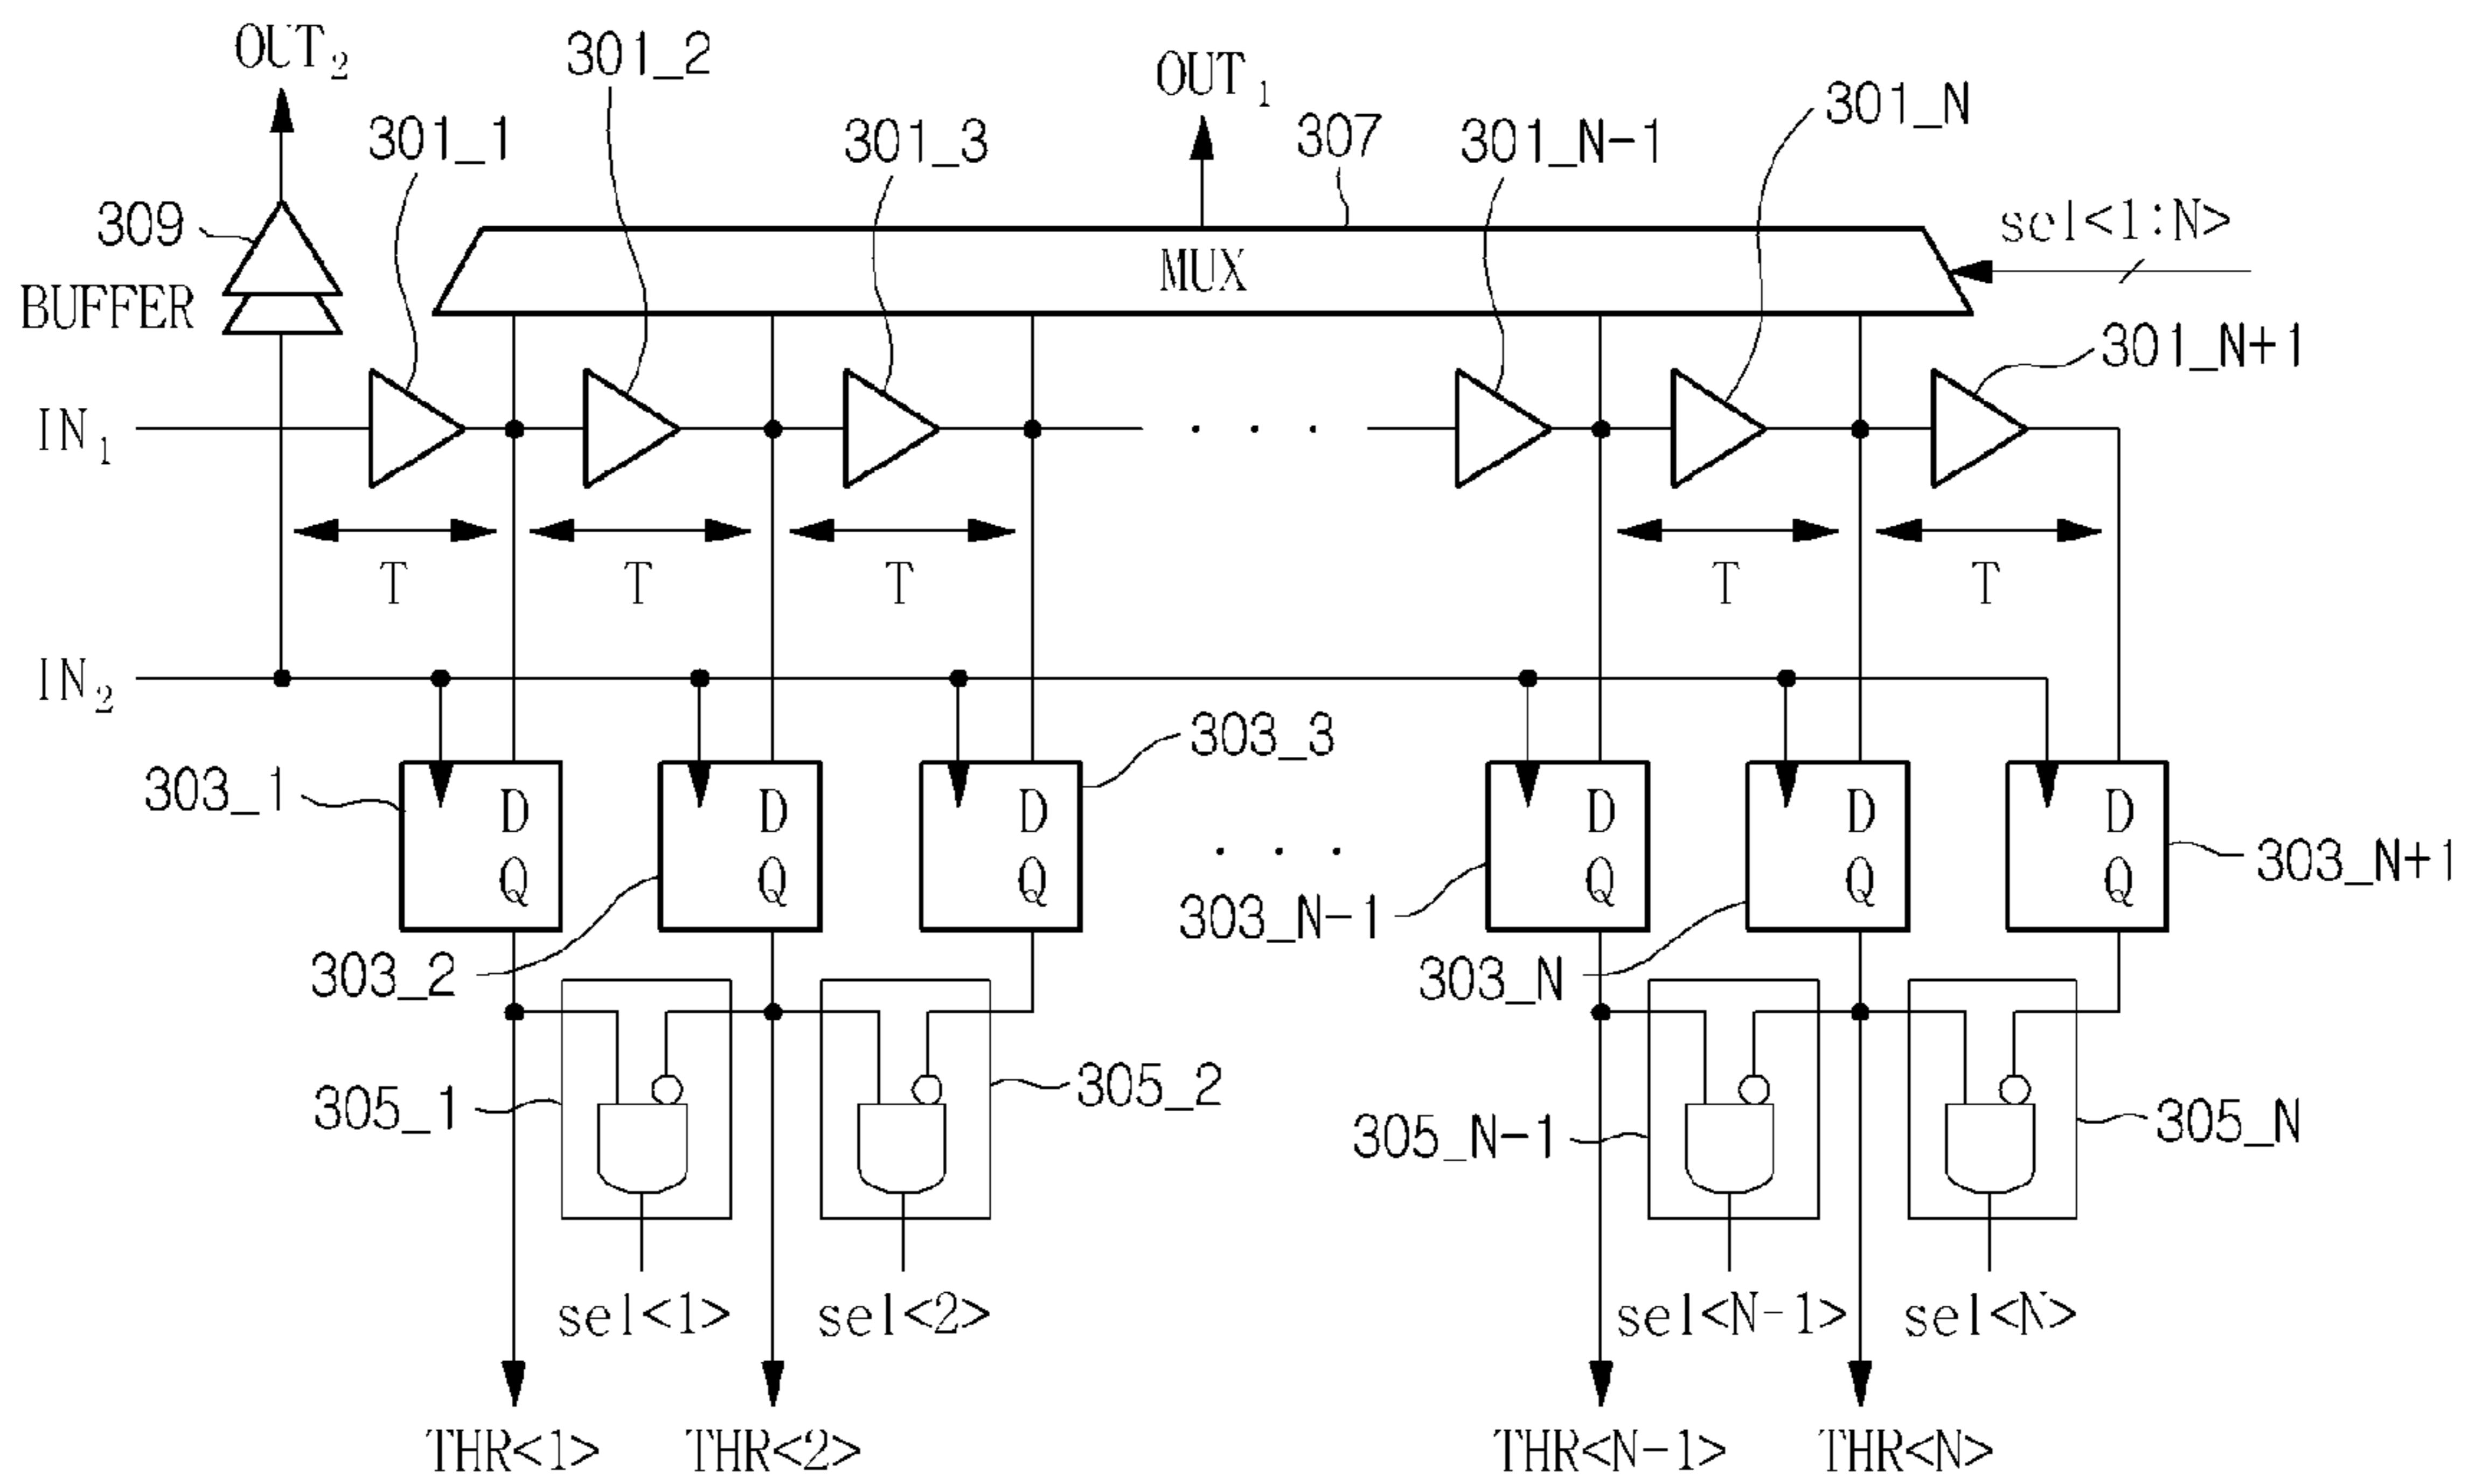 OUT2
301_2
OUT1
301_N
301_1
301_3
307
301_N-1
309
sel<1:N>
MUX
BUFFER
301_N+1
IN1
T T T T T
IN2
303_3
303_1
D D D D D D
Q Q Q Q Q Q
303_N+1
. . .
303_N-1
303_2
303_N
305_1
305_2
305_N-1
305_N
sel<1> sel<2> sel<N-1> sel<N>
THR<1> THR<2> THR<N-1> THR<N>